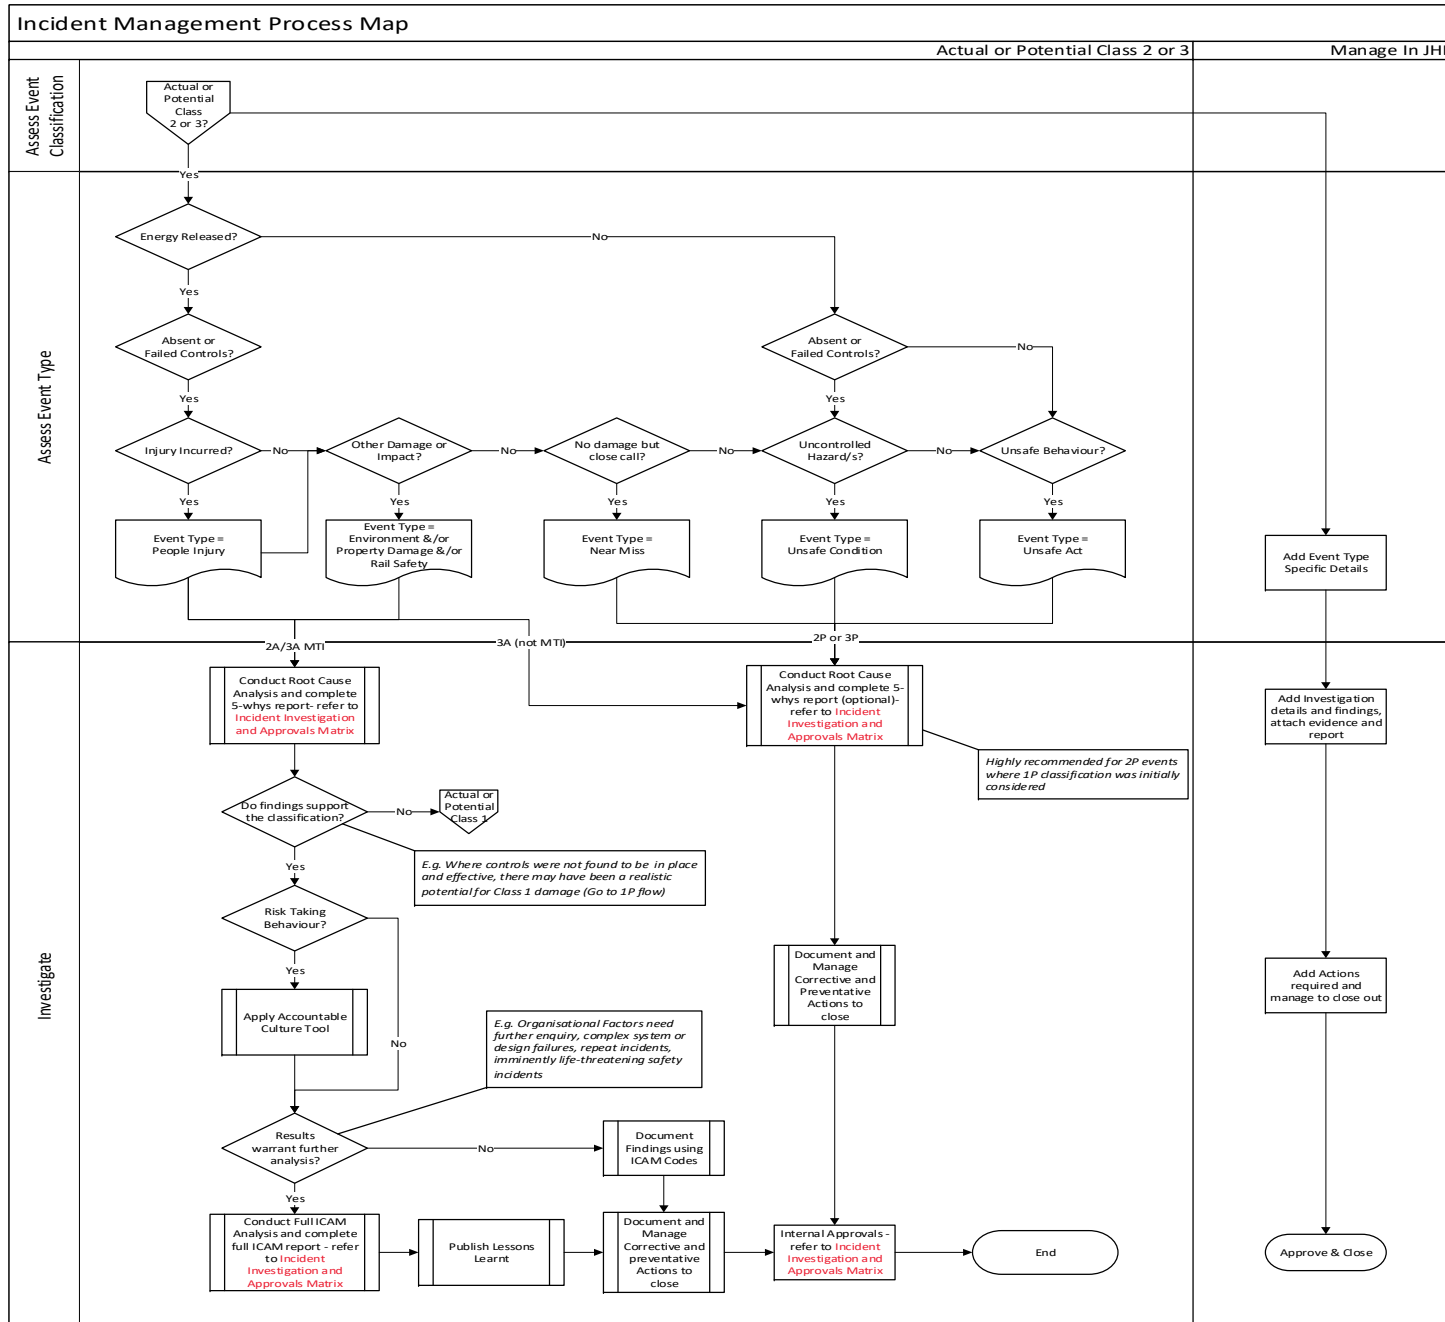 Incident Management Process Map
Actual or Potential Class 2 or 3
Manage In JHI
Assess Event
Classification
Actual or
Potential
Class
2 or 3?
Yes
Assess Event Type
Energy Released?
No
Yes
Absent or
Failed Controls?
Absent or
Failed Controls?
No
Yes
Yes
Injury Incurred?
No
Other Damage or
Impact?
No
No damage but
close call?
No
Uncontrolled
Hazard/s?
No
Unsafe Behaviour?
Yes
Yes
Yes
Yes
Yes
Event Type =
People Injury
Event Type =
Environment &/or
Property Damage &/or
Rail Safety
Event Type =
Near Miss
Event Type =
Unsafe Condition
Event Type =
Unsafe Act
Add Event Type
Specific Details
2A/3A MTI
3A (not MTI)
2P or 3P
Investigate
Conduct Root Cause
Analysis and complete
5-whys report- refer to
Incident Investigation
and Approvals Matrix
Conduct Root Cause
Analysis and complete 5-
whys report (optional)-
refer to Incident
Investigation and
Approvals Matrix
Add Investigation
details and findings,
attach evidence and
report
Highly recommended for 2P events
where 1P classification was initially
considered
Do findings support
the classification?
No
Actual or
Potential
Class 1
Yes
E.g. Where controls were not found to be in place
and effective, there may have been a realistic
potential for Class 1 damage (Go to 1P flow)
Risk Taking
Behaviour?
Yes
No
Apply Accountable
Culture Tool
Document and
Manage
Corrective and
Preventative
Actions to
close
Add Actions
required and
manage to close out
E.g. Organisational Factors need
further enquiry, complex system or
design failures, repeat incidents,
imminently life-threatening safety
incidents
Results
warrant further
analysis?
No
Document
Findings using
ICAM Codes
Yes
Conduct Full ICAM
Analysis and complete
full ICAM report - refer
to Incident
Investigation and
Approvals Matrix
Publish Lessons
Learnt
Document and
Manage
Corrective and
preventative
Actions to
close
Internal Approvals -
refer to Incident
Investigation and
Approvals Matrix
End
Approve & Close